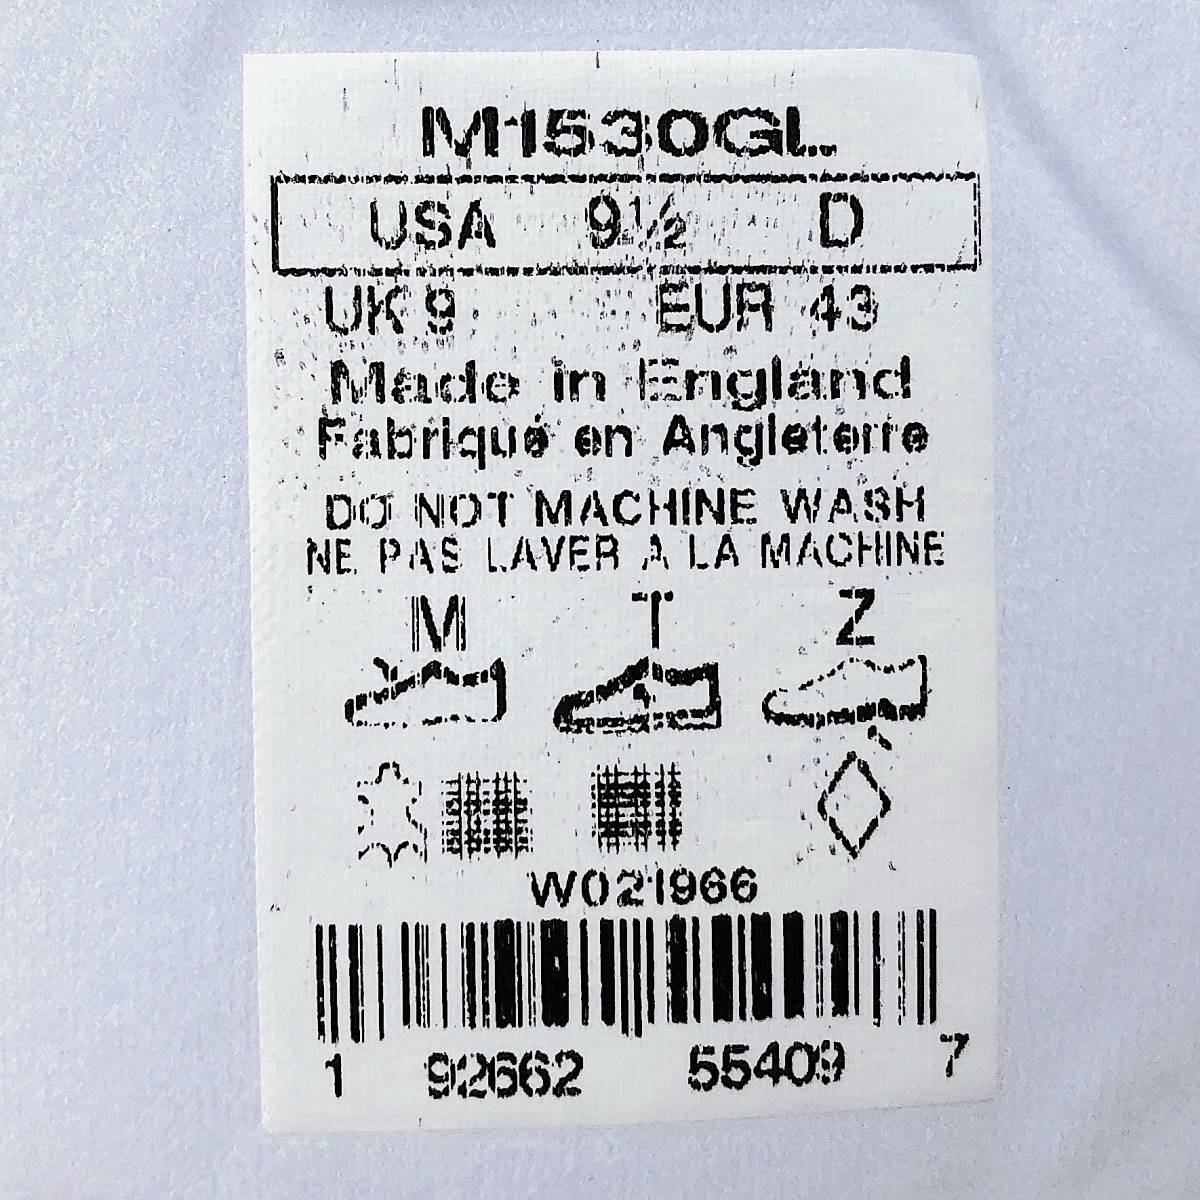 M1530GL
USA 9½ D
UK 9 EUR 43
Made in England
Fabriqué en Angleterre
DO NOT MACHINE WASH
NE PAS LAVER A LA MACHINE
M T Z
W021966
1 92662 55409 7